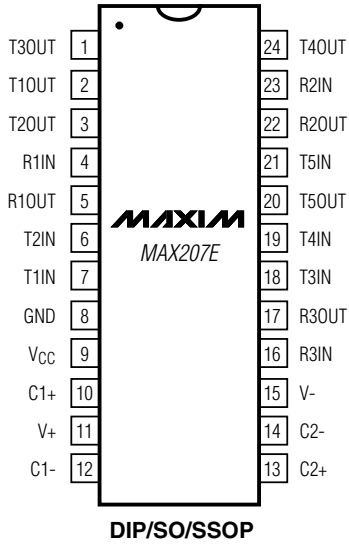 T3OUT 1 24 T4OUT
T1OUT 2 23 R2IN
T2OUT 3 22 R2OUT
R1IN 4 21 T5IN
R1OUT 5 20 T5OUT
MAXIM
T2IN 6 19 T4IN
MAX207E
T1IN 7 18 T3IN
GND 8 17 R3OUT
VCC 9 16 R3IN
C1+ 10 15 V-
V+ 11 14 C2-
C1- 12 13 C2+
DIP/SO/SSOP